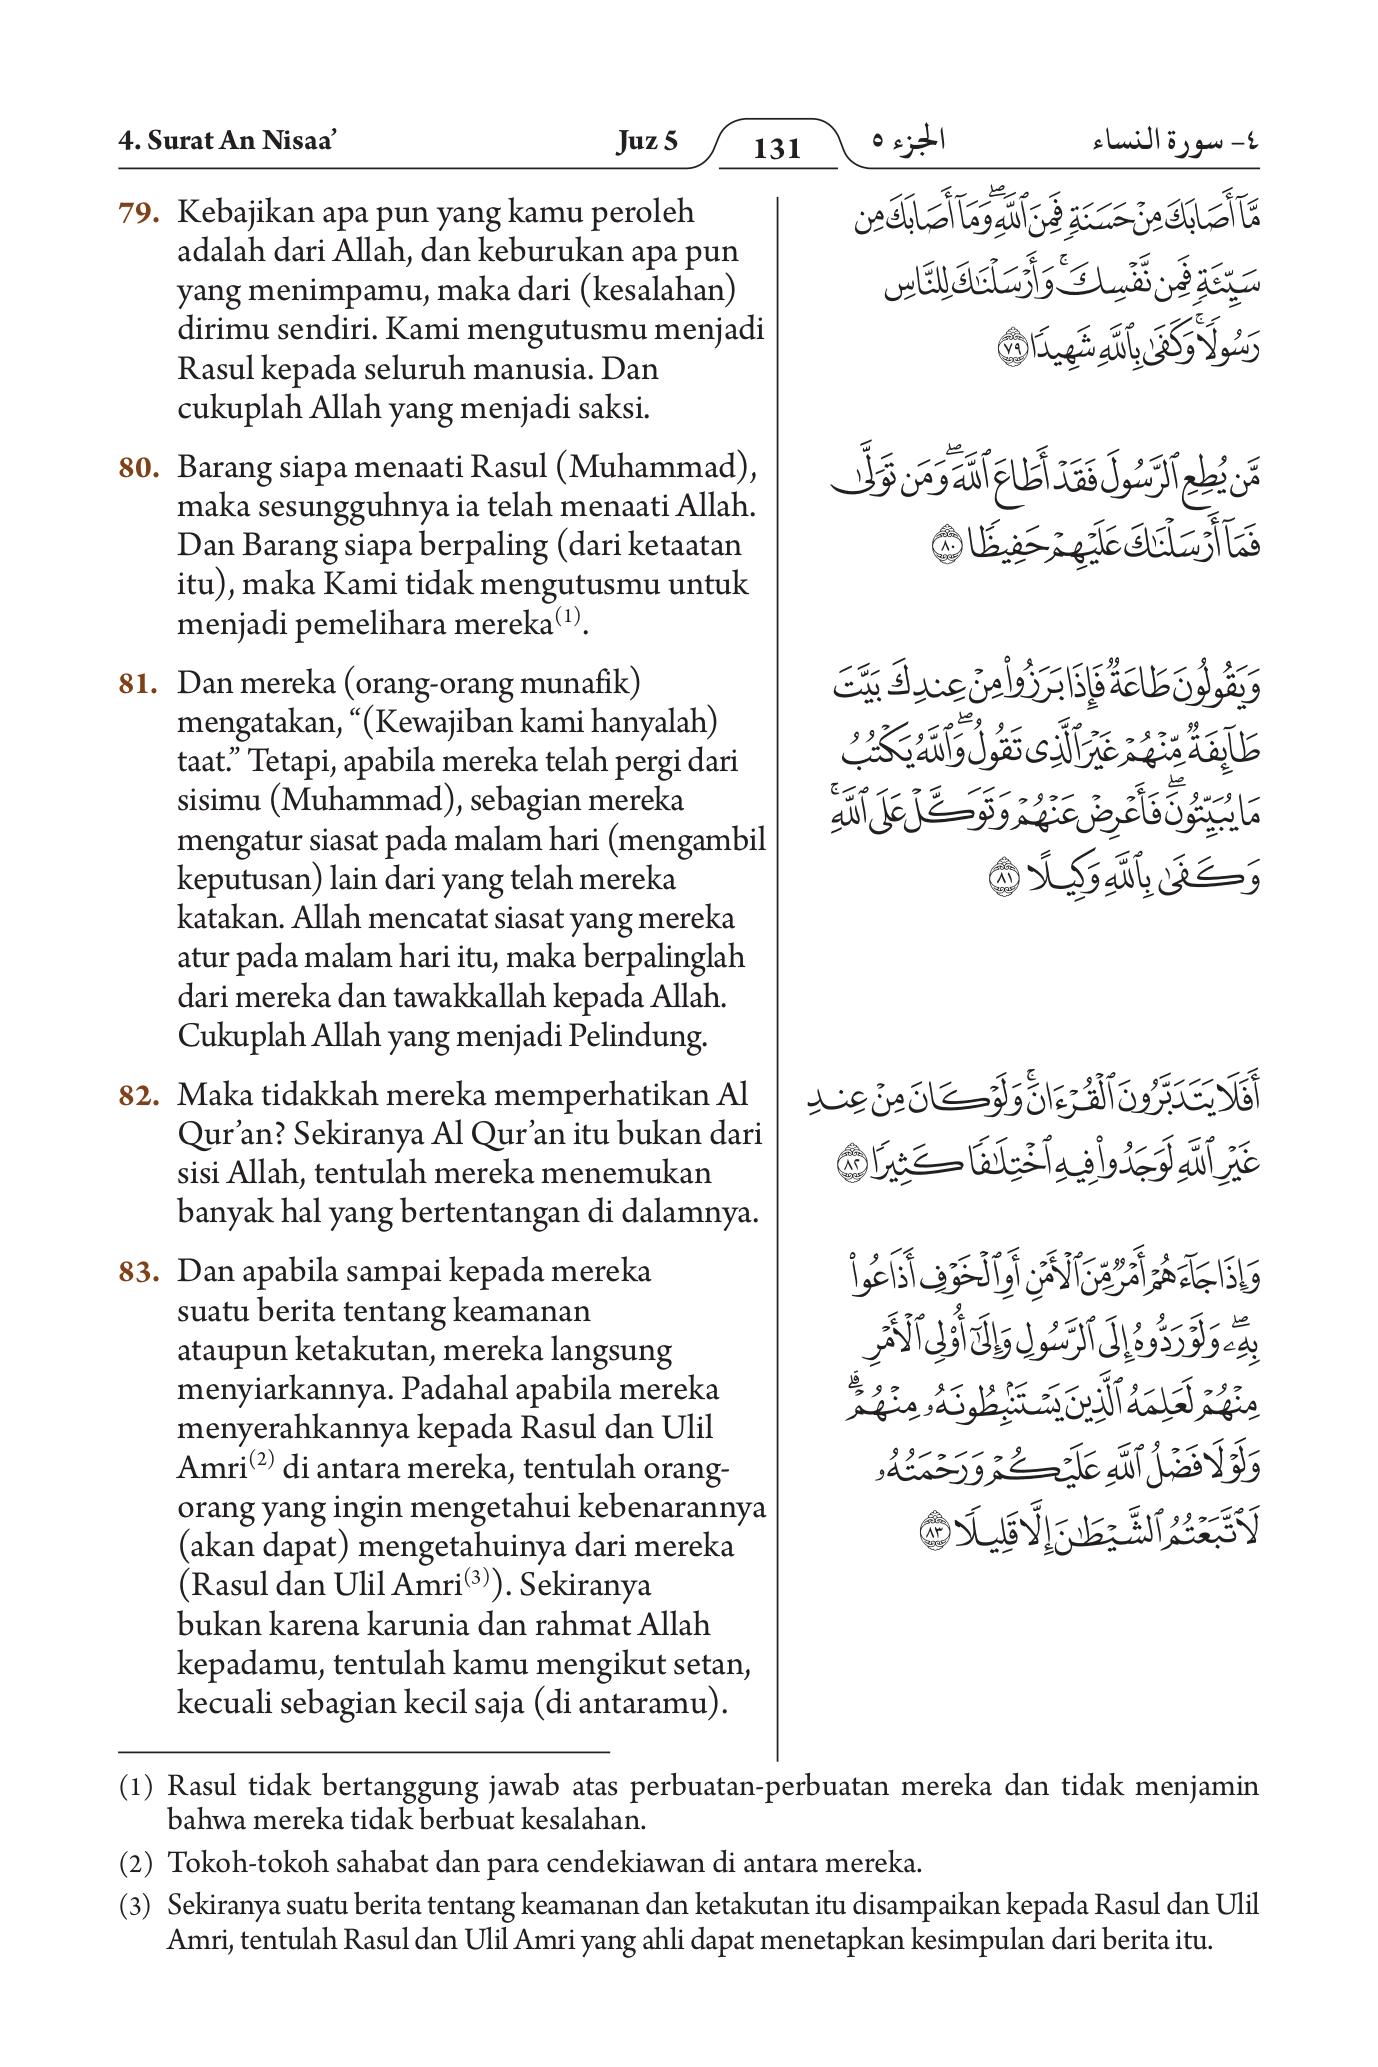 4. Surat An Nisaa’ Juz 5 131 الجزء ٥ ٤- سورة النساء
79. Kebajikan apa pun yang kamu peroleh
adalah dari Allah, dan keburukan apa pun
yang menimpamu, maka dari (kesalahan)
dirimu sendiri. Kami mengutusmu menjadi
Rasul kepada seluruh manusia. Dan
cukuplah Allah yang menjadi saksi.
80. Barang siapa menaati Rasul (Muhammad),
maka sesungguhnya ia telah menaati Allah.
Dan Barang siapa berpaling (dari ketaatan
itu), maka Kami tidak mengutusmu untuk
menjadi pemelihara mereka(1).
81. Dan mereka (orang-orang munafik)
mengatakan, “(Kewajiban kami hanyalah)
taat.” Tetapi, apabila mereka telah pergi dari
sisimu (Muhammad), sebagian mereka
mengatur siasat pada malam hari (mengambil
keputusan) lain dari yang telah mereka
katakan. Allah mencatat siasat yang mereka
atur pada malam hari itu, maka berpalinglah
dari mereka dan tawakkallah kepada Allah.
Cukuplah Allah yang menjadi Pelindung.
82. Maka tidakkah mereka memperhatikan Al
Qur’an? Sekiranya Al Qur’an itu bukan dari
sisi Allah, tentulah mereka menemukan
banyak hal yang bertentangan di dalamnya.
83. Dan apabila sampai kepada mereka
suatu berita tentang keamanan
ataupun ketakutan, mereka langsung
menyiarkannya. Padahal apabila mereka
menyerahkannya kepada Rasul dan Ulil
Amri(2) di antara mereka, tentulah orang-
orang yang ingin mengetahui kebenarannya
(akan dapat) mengetahuinya dari mereka
(Rasul dan Ulil Amri(3)). Sekiranya
bukan karena karunia dan rahmat Allah
kepadamu, tentulah kamu mengikut setan,
kecuali sebagian kecil saja (di antaramu).
مَّآ أَصَابَكَ مِنْ حَسَنَةٍ فَمِنَ ٱللَّهِ ۖ وَمَآ أَصَابَكَ مِن
سَيِّئَةٍ فَمِن نَّفْسِكَ ۚ وَأَرْسَلْنَٰكَ لِلنَّاسِ
رَسُولًا ۚ وَكَفَىٰ بِٱللَّهِ شَهِيدًا ٧٩
مَّن يُطِعِ ٱلرَّسُولَ فَقَدْ أَطَاعَ ٱللَّهَ ۖ وَمَن تَوَلَّىٰ
فَمَآ أَرْسَلْنَٰكَ عَلَيْهِمْ حَفِيظًا ٨٠
وَيَقُولُونَ طَاعَةٌ فَإِذَا بَرَزُوا۟ مِنْ عِندِكَ بَيَّتَ
طَآئِفَةٌ مِّنْهُمْ غَيْرَ ٱلَّذِى تَقُولُ ۖ وَٱللَّهُ يَكْتُبُ
مَا يُبَيِّتُونَ ۖ فَأَعْرِضْ عَنْهُمْ وَتَوَكَّلْ عَلَى ٱللَّهِ ۚ
وَكَفَىٰ بِٱللَّهِ وَكِيلًا ٨١
أَفَلَا يَتَدَبَّرُونَ ٱلْقُرْءَانَ ۚ وَلَوْ كَانَ مِنْ عِندِ
غَيْرِ ٱللَّهِ لَوَجَدُوا۟ فِيهِ ٱخْتِلَٰفًا كَثِيرًا ٨٢
وَإِذَا جَآءَهُمْ أَمْرٌ مِّنَ ٱلْأَمْنِ أَوِ ٱلْخَوْفِ أَذَاعُوا۟
بِهِۦ ۖ وَلَوْ رَدُّوهُ إِلَى ٱلرَّسُولِ وَإِلَىٰٓ أُو۟لِى ٱلْأَمْرِ
مِنْهُمْ لَعَلِمَهُ ٱلَّذِينَ يَسْتَنۢبِطُونَهُۥ مِنْهُمْ ۗ
وَلَوْلَا فَضْلُ ٱللَّهِ عَلَيْكُمْ وَرَحْمَتُهُۥ
لَٱتَّبَعْتُمُ ٱلشَّيْطَٰنَ إِلَّا قَلِيلًا ٨٣
(1) Rasul tidak bertanggung jawab atas perbuatan-perbuatan mereka dan tidak menjamin
bahwa mereka tidak berbuat kesalahan.
(2) Tokoh-tokoh sahabat dan para cendekiawan di antara mereka.
(3) Sekiranya suatu berita tentang keamanan dan ketakutan itu disampaikan kepada Rasul dan Ulil
Amri, tentulah Rasul dan Ulil Amri yang ahli dapat menetapkan kesimpulan dari berita itu.